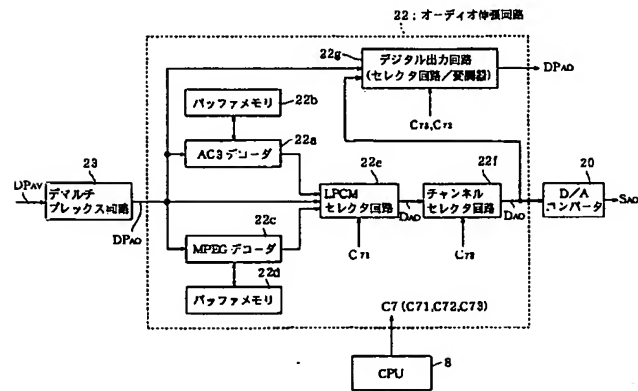 22;オーディオ伸張回路
22g
デジタル出力回路
(セレクタ回路/変調器)
DPAD
バッファメモリ
22b
C73,C72
22a
AC3デコーダ
23
22e
22f
20
DPAV
デマルチ
プレックス回路
LPCM
セレクタ回路
チャンネル
セレクタ回路
D/A
コンバータ
SAD
DPAD
22c
DAD
DAD
MPEGデコーダ
C71
C72
22d
バッファメモリ
C7(C71,C72,C73)
8
CPU